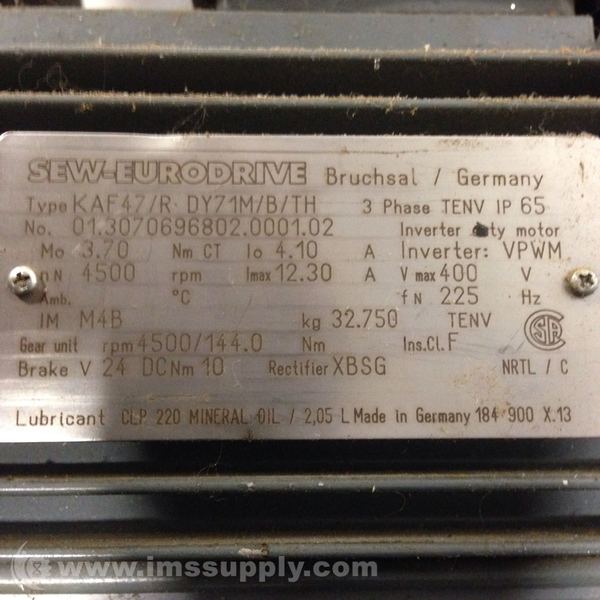 SEW-EURODRIVE Bruchsal / Germany
Type KAF47/R DY71M/B/TH 3 Phase TENV IP 65
No. 01.3070696802.0001.02 Inverter duty motor
Mo 3.70 Nm CT Io 4.10 A Inverter: VPWM
nN 4500 rpm Imax 12.30 A V max 400 V
Amb. °C fN 225 Hz
IM M4B kg 32.750 TENV
Gear unit rpm 4500/144.0 Nm Ins.Cl. F
Brake V 24 DC Nm 10 Rectifier XBSG NRTL / C
Lubricant CLP 220 MINERAL OIL / 2,05 L Made in Germany 184 900 X.13
www.imssupply.com